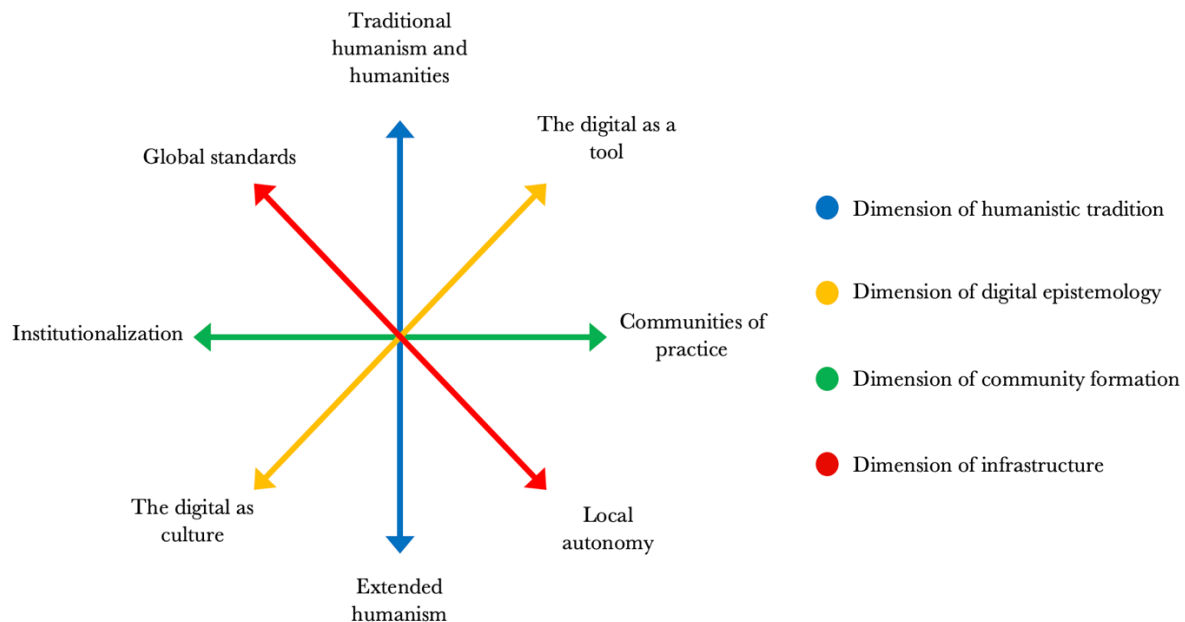 Traditional
humanism and
humanities
The digital as a
tool
Global standards
Institutionalization
Communities of
practice
The digital as
culture
Local
autonomy
Extended
humanism
Dimension of humanistic tradition
Dimension of digital epistemology
Dimension of community formation
Dimension of infrastructure